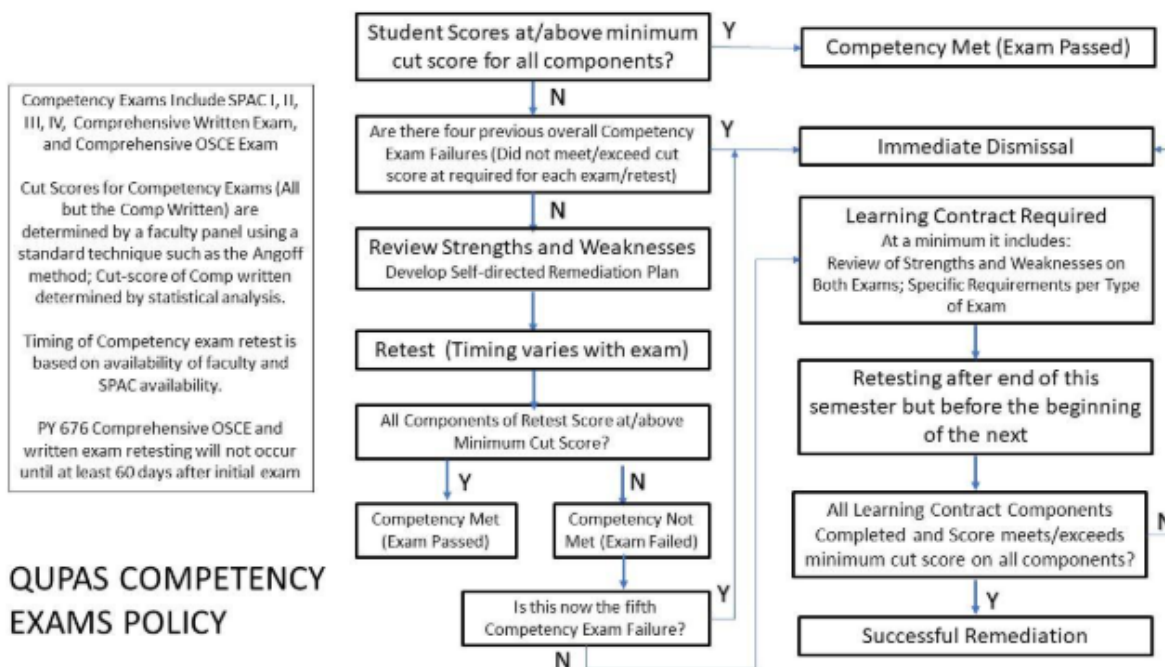 Student Scores at/above minimum
cut score for all components?
Y
Competency Met (Exam Passed)
N
Competency Exams Include SPAC I, II,
III, IV, Comprehensive Written Exam,
and Comprehensive OSCE Exam
Cut Scores for Competency Exams (All
but the Comp Written) are
determined by a faculty panel using a
standard technique such as the Angoff
method; Cut-score of Comp written
determined by statistical analysis.
Timing of Competency exam retest is
based on availability of faculty and
SPAC availability.
PY 676 Comprehensive OSCE and
written exam retesting will not occur
until at least 60 days after initial exam
Are there four previous overall Competency
Exam Failures (Did not meet/exceed cut
score at required for each exam/retest)
Y
Immediate Dismissal
N
Review Strengths and Weaknesses
Develop Self-directed Remediation Plan
Retest (Timing varies with exam)
All Components of Retest Score at/above
Minimum Cut Score?
Y
N
Competency Met
(Exam Passed)
Competency Not
Met (Exam Failed)
Is this now the fifth
Competency Exam Failure?
Y
N
Learning Contract Required
At a minimum it includes:
Review of Strengths and Weaknesses on
Both Exams; Specific Requirements per Type
of Exam
Retesting after end of this
semester but before the beginning
of the next
All Learning Contract Components
Completed and Score meets/exceeds
minimum cut score on all components?
N
Y
Successful Remediation
QUPAS COMPETENCY
EXAMS POLICY